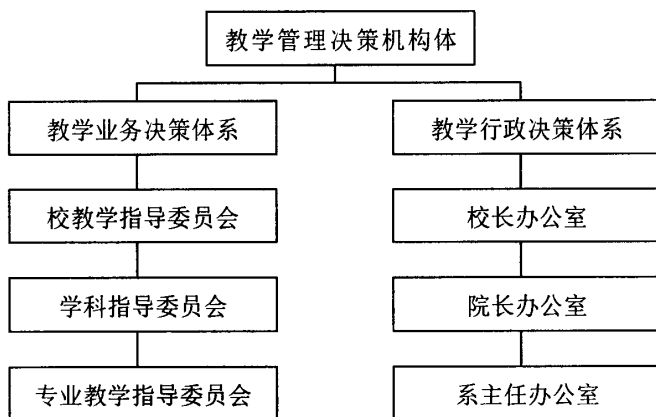 教学管理决策机构体
教学业务决策体系
教学行政决策体系
校教学指导委员会
校长办公室
学科指导委员会
院长办公室
专业教学指导委员会
系主任办公室